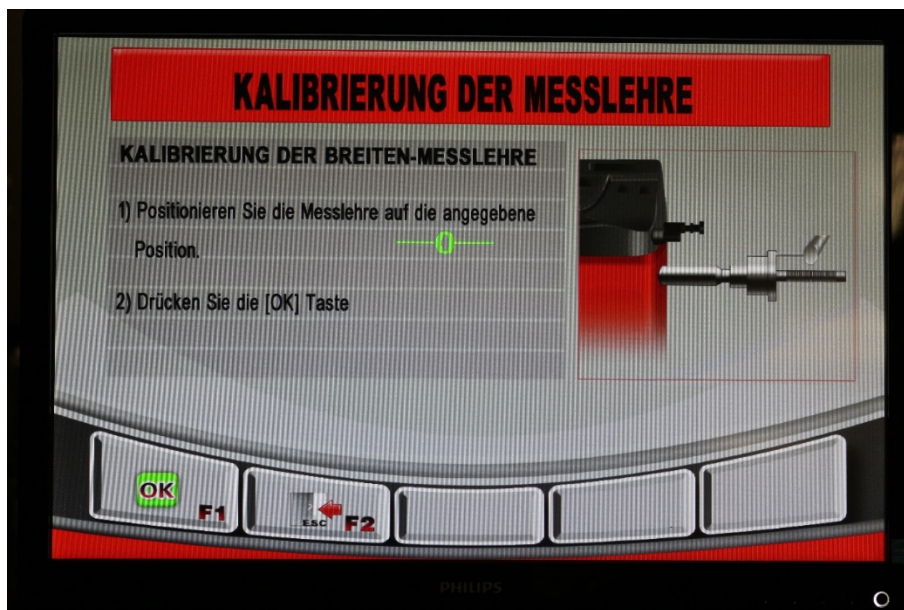 KALIBRIERUNG DER MESSLEHRE
KALIBRIERUNG DER BREITEN-MESSLEHRE
1) Positionieren Sie die Messlehre auf die angegebene
Position.
0
2) Drücken Sie die [OK] Taste
OK F1
ESC F2
PHILIPS